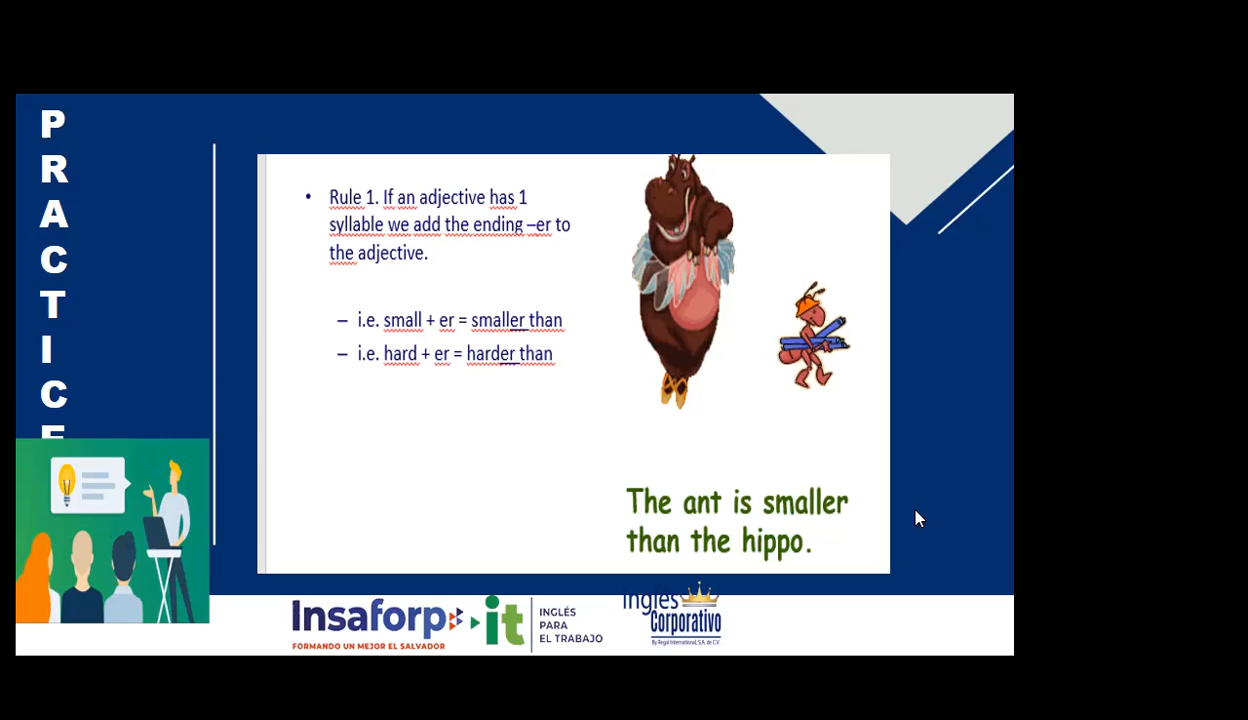 PRACTICE
• Rule 1. If an adjective has 1
syllable we add the ending –er to
the adjective.
– i.e. small + er = smaller than
– i.e. hard + er = harder than
The ant is smaller
than the hippo.
Insaforp
FORMANDO UN MEJOR EL SALVADOR
it
INGLÉS
PARA
EL TRABAJO
Inglés
Corporativo
By Regal International, S.A. de C.V.